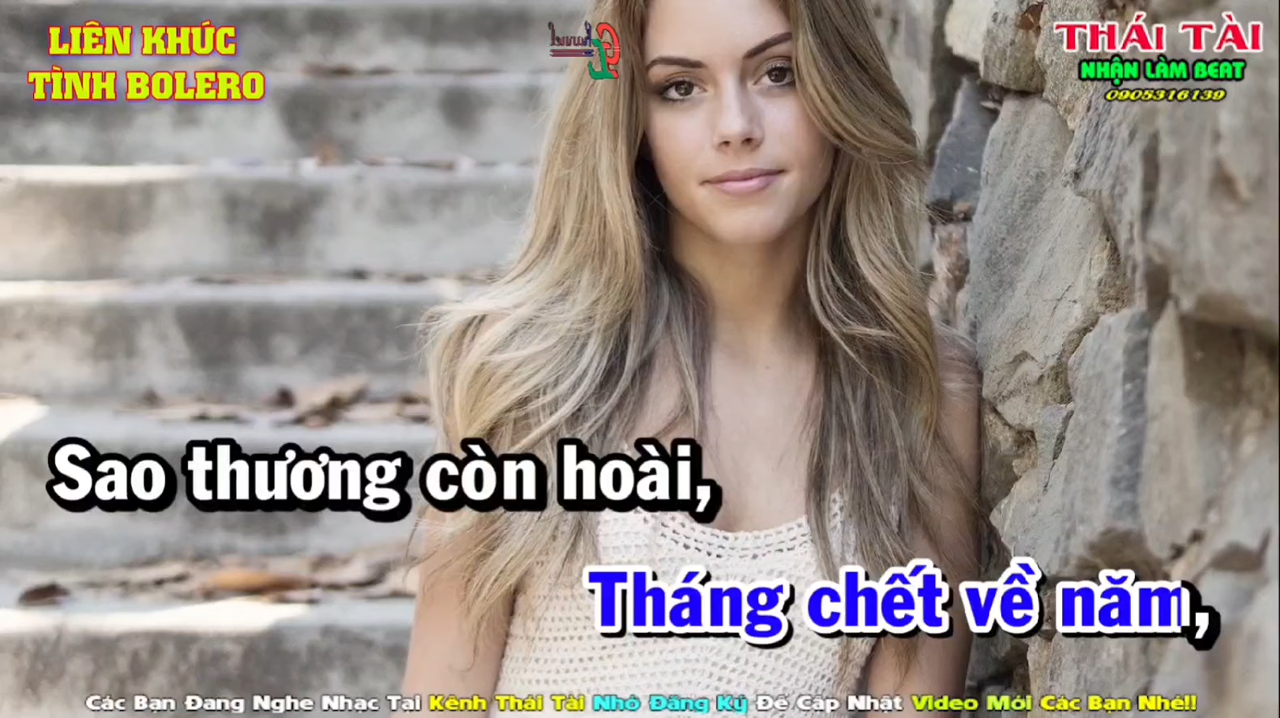 LIÊN KHÚC
TÌNH BOLERO
THÁI TÀI
NHẬN LÀM BEAT
0905316139
Sao thương còn hoài,
Tháng chết về năm,
Các Bạn Đang Nghe Nhạc Tại Kênh Thái Tài Nhớ Đăng Ký Để Cập Nhật Video Mới Các Bạn Nhé!!